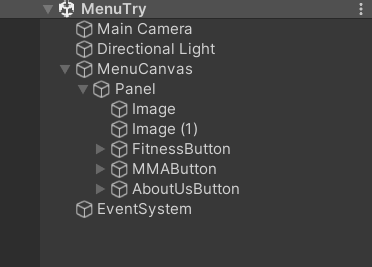 MenuTry
Main Camera
Directional Light
MenuCanvas
Panel
Image
Image (1)
FitnessButton
MMAButton
AboutUsButton
EventSystem